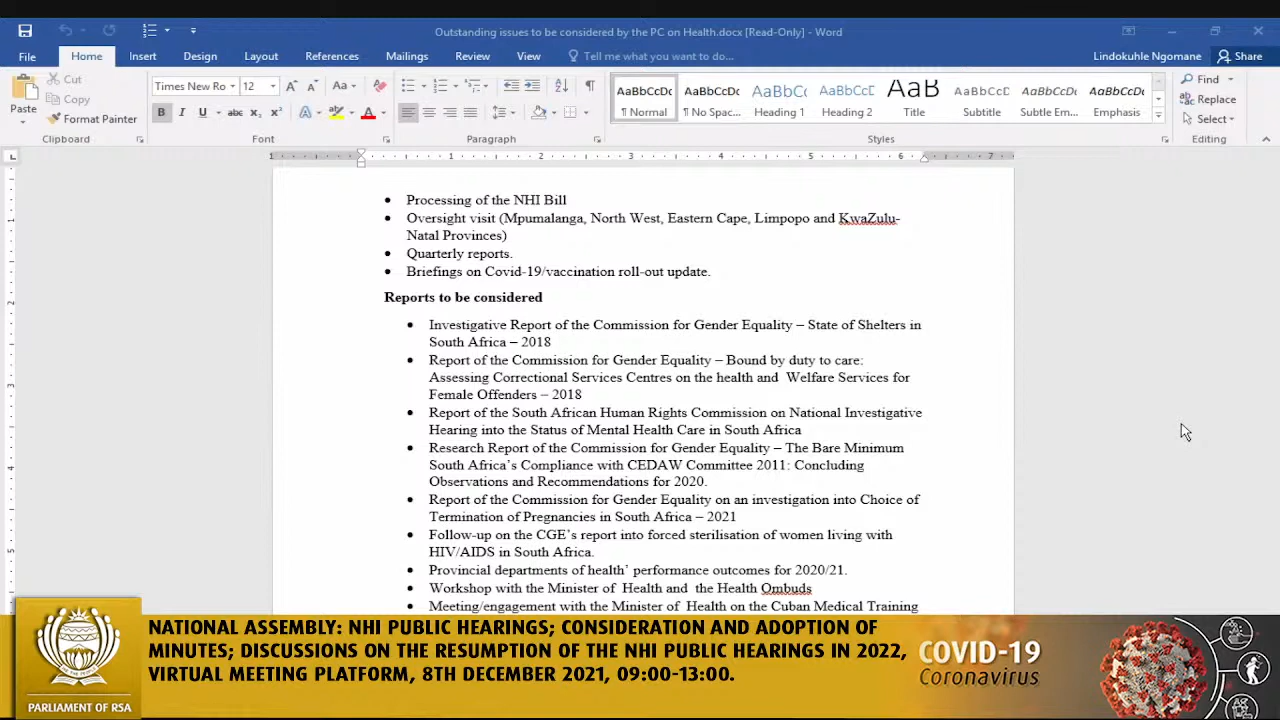 Outstanding issues to be considered by the PC on Health.docx [Read-Only] - Word
File Home Insert Design Layout References Mailings Review View Tell me what you want to do... Lindokuhle Ngomane Share
Paste Cut Copy Format Painter
Times New Ro 12
AaBbCcDc AaBbCcDc AaBbCc AaBbCcD AaB AaBbCcD AaBbCcDc AaBbCcDc
¶ Normal ¶ No Spac... Heading 1 Heading 2 Title Subtitle Subtle Em... Emphasis
Find Replace Select
Clipboard Font Paragraph Styles Editing
1 1 2 3 4 5 6 7
• Processing of the NHI Bill
• Oversight visit (Mpumalanga, North West, Eastern Cape, Limpopo and KwaZulu-
Natal Provinces)
• Quarterly reports.
• Briefings on Covid-19/vaccination roll-out update.
Reports to be considered
• Investigative Report of the Commission for Gender Equality – State of Shelters in
South Africa – 2018
• Report of the Commission for Gender Equality – Bound by duty to care:
Assessing Correctional Services Centres on the health and Welfare Services for
Female Offenders – 2018
• Report of the South African Human Rights Commission on National Investigative
Hearing into the Status of Mental Health Care in South Africa
• Research Report of the Commission for Gender Equality – The Bare Minimum
South Africa's Compliance with CEDAW Committee 2011: Concluding
Observations and Recommendations for 2020.
• Report of the Commission for Gender Equality on an investigation into Choice of
Termination of Pregnancies in South Africa – 2021
• Follow-up on the CGE's report into forced sterilisation of women living with
HIV/AIDS in South Africa.
• Provincial departments of health' performance outcomes for 2020/21.
• Workshop with the Minister of Health and the Health Ombuds
• Meeting/engagement with the Minister of Health on the Cuban Medical Training
NATIONAL ASSEMBLY: NHI PUBLIC HEARINGS; CONSIDERATION AND ADOPTION OF
MINUTES; DISCUSSIONS ON THE RESUMPTION OF THE NHI PUBLIC HEARINGS IN 2022,
VIRTUAL MEETING PLATFORM, 8TH DECEMBER 2021, 09:00-13:00.
PARLIAMENT OF RSA
COVID-19
Coronavirus